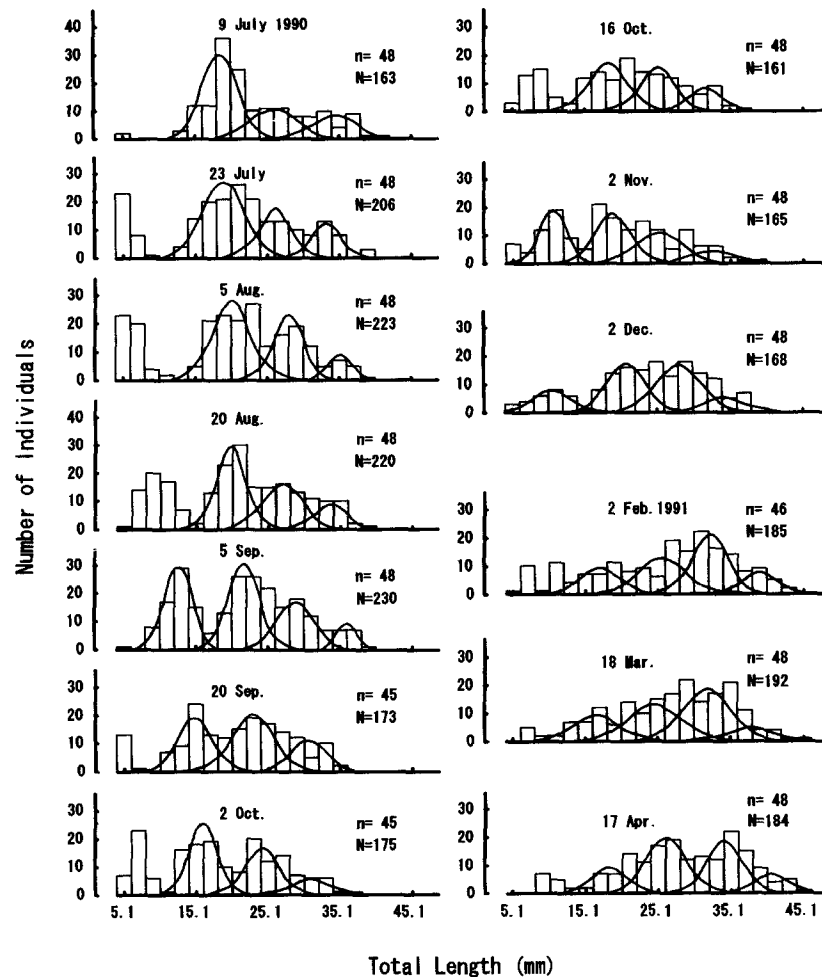 Number of Individuals
9 July 1990
n= 48
N=163
40
30
20
10
0
23 July
n= 48
N=206
30
20
10
0
5 Aug.
n= 48
N=223
30
20
10
0
20 Aug.
n= 48
N=220
40
30
20
10
0
5 Sep.
n= 48
N=230
30
20
10
0
20 Sep.
n= 45
N=173
30
20
10
0
2 Oct.
n= 45
N=175
30
20
10
0
5.1 15.1 25.1 35.1 45.1
16 Oct.
n= 48
N=161
30
20
10
0
2 Nov.
n= 48
N=165
30
20
10
0
2 Dec.
n= 48
N=168
30
20
10
0
2 Feb. 1991
n= 46
N=185
30
20
10
0
18 Mar.
n= 48
N=192
30
20
10
0
17 Apr.
n= 48
N=184
30
20
10
0
5.1 15.1 25.1 35.1 45.1
Total Length (mm)